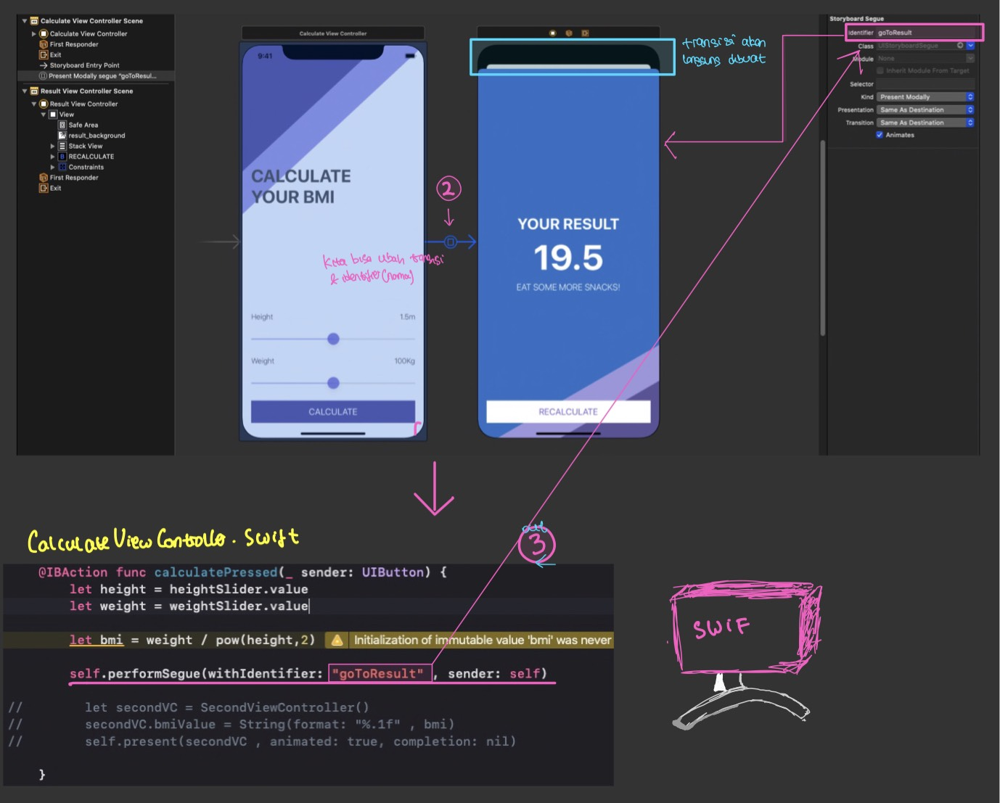 Calculate View Controller Scene
Calculate View Controller
First Responder
Exit
Storyboard Entry Point
Present Modally segue "goToResul...
Result View Controller Scene
Result View Controller
View
Safe Area
result_background
Stack View
B RECALCULATE
Constraints
First Responder
Exit
Calculate View Controller
9:41
CALCULATE
YOUR BMI
Height 1.5m
Weight 100Kg
CALCULATE
2
Kita bisa ubah transisi
& identifier (nama)
YOUR RESULT
19.5
EAT SOME MORE SNACKS!
RECALCULATE
transisi akan
langsung dibuat
Storyboard Segue
Identifier goToResult
Class UIStoryboardSegue
Module None
Inherit Module From Target
Selector
Kind Present Modally
Presentation Same As Destination
Transition Same As Destination
Animates
3
CalculateViewController.swift
@IBAction func calculatePressed(_ sender: UIButton) {
let height = heightSlider.value
let weight = weightSlider.value
let bmi = weight / pow(height,2) Initialization of immutable value 'bmi' was never
self.performSegue(withIdentifier: "goToResult" , sender: self)
// let secondVC = SecondViewController()
// secondVC.bmiValue = String(format: "%.1f" , bmi)
// self.present(secondVC , animated: true, completion: nil)
}
SWIF